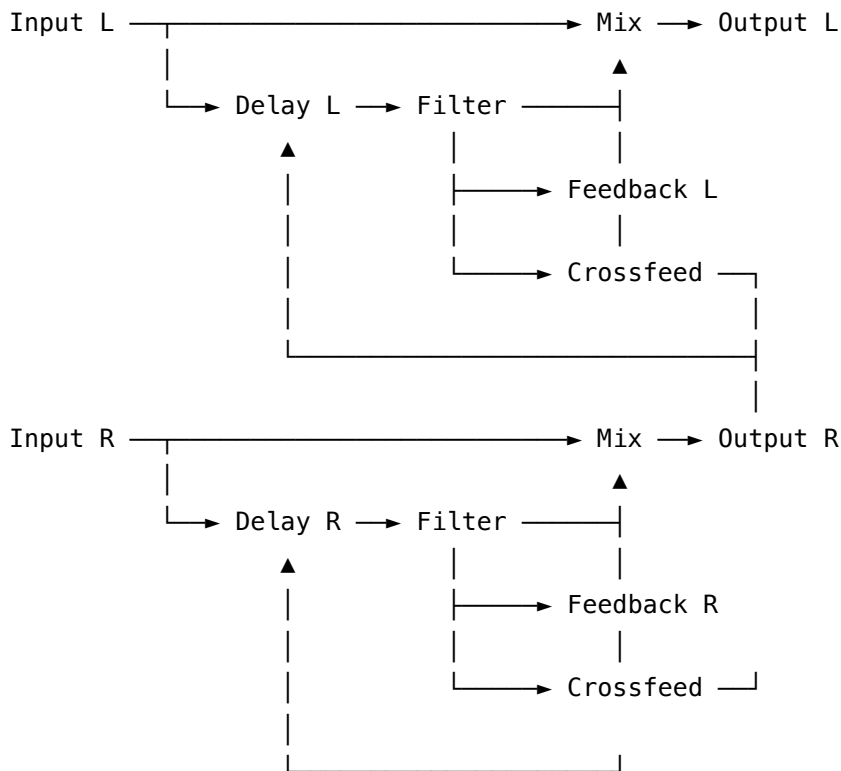 Input L Mix Output L
Delay L Filter
Feedback L
Crossfeed
Input R Mix Output R
Delay R Filter
Feedback R
Crossfeed